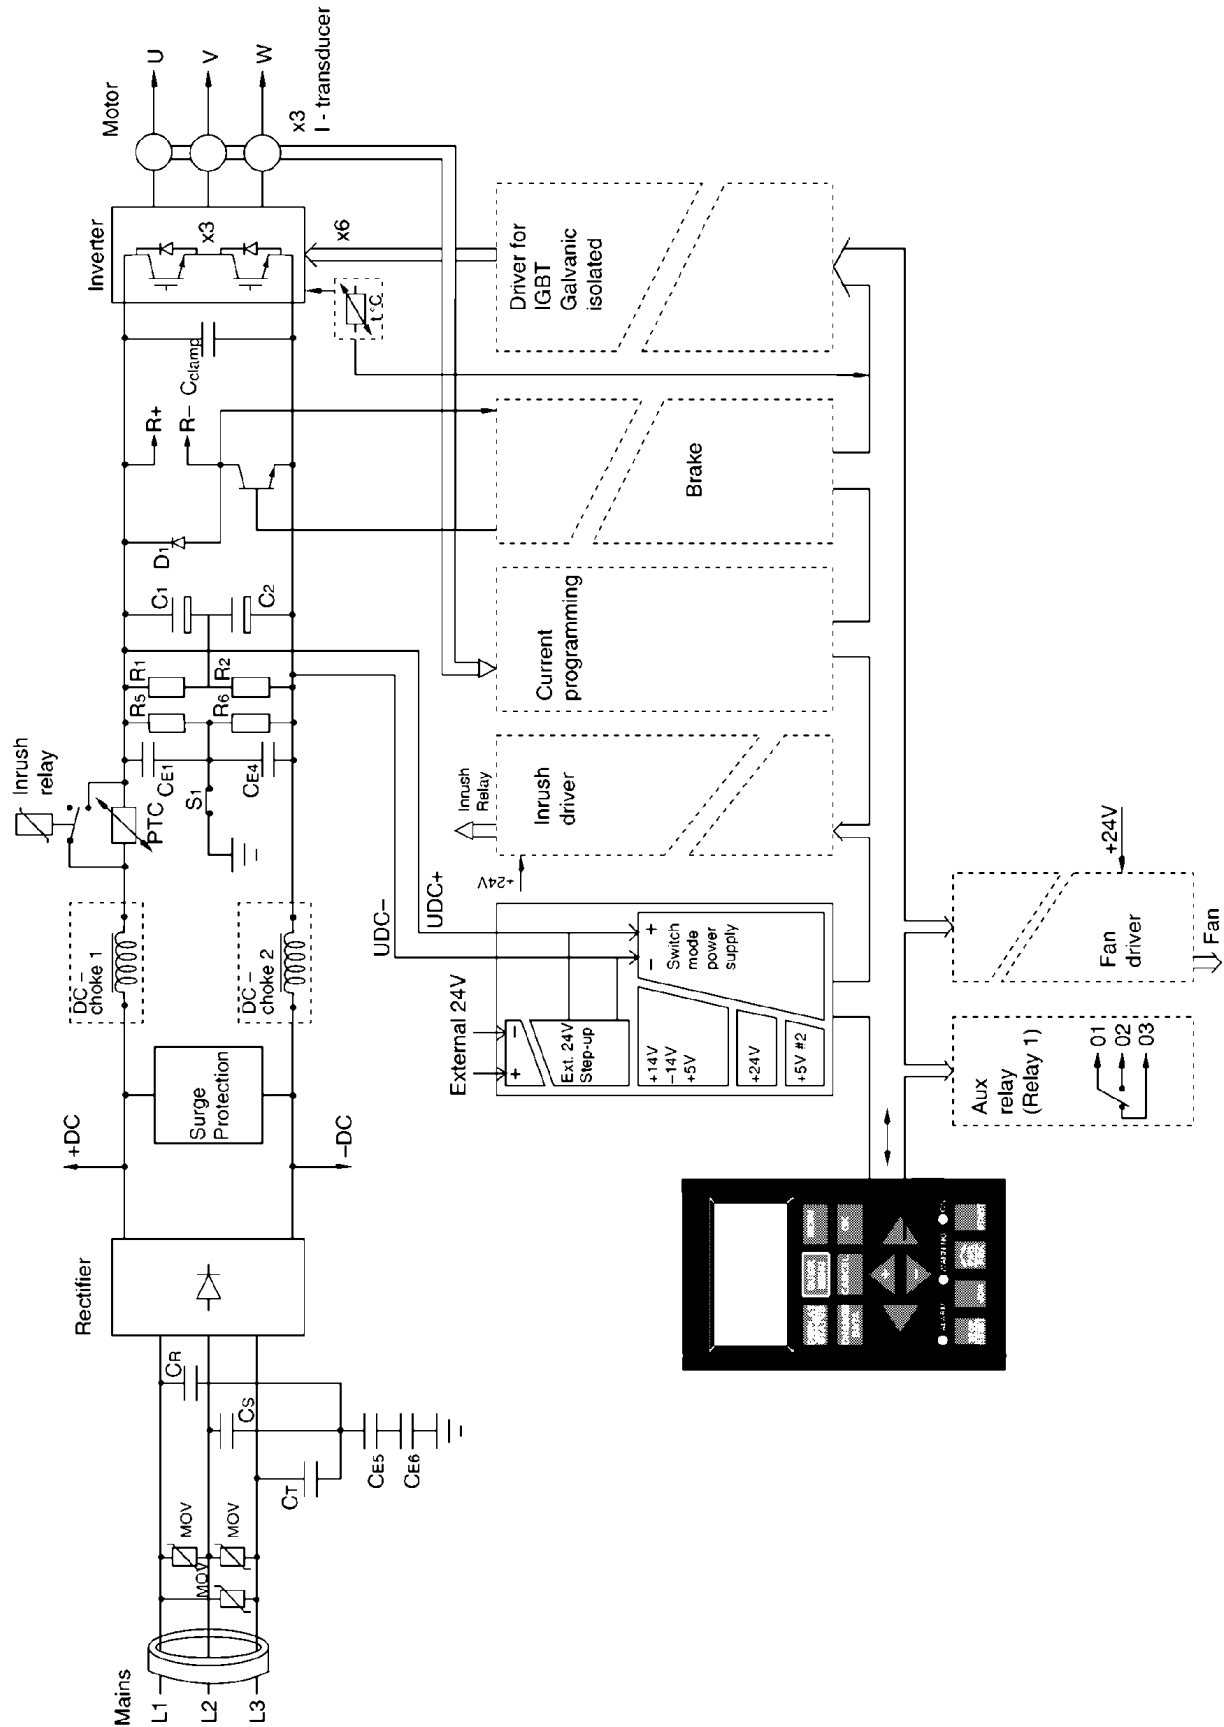 Mains
L1
L2
L3
MOV
MOV
MOV
CT
CS
CR
CE5
CE6
Rectifier
+DC
–DC
Surge
Protection
DC –
choke 1
DC –
choke 2
Inrush
relay
PTC
CE1
CE4
S1
R5
R6
R1
R2
C1
C2
D1
R+
R–
Cclamp
Inverter
x3
Motor
U
V
W
x3
I - transducer
x6
t °C
UDC–
UDC+
External 24V
+
–
Ext. 24V
Step-up
+14V
–14V
+5V
+24V
+5V #2
–
+
Switch
mode
power
supply
+24V
Inrush
Relay
Inrush
driver
Current
programming
Brake
Driver for
IGBT
Galvanic
isolated
Aux
relay
(Relay 1)
01
02
03
Fan
driver
+24V
Fan
CANCEL
OK
+
–